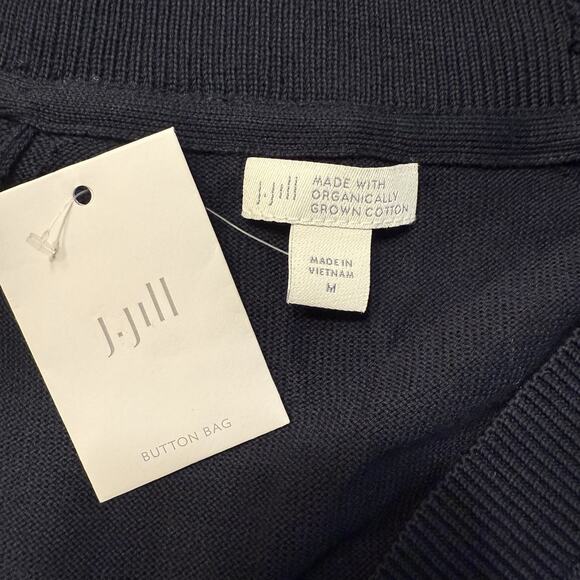 J.Jill
BUTTON BAG
J.Jill
MADE WITH
ORGANICALLY
GROWN COTTON
MADE IN
VIETNAM
M